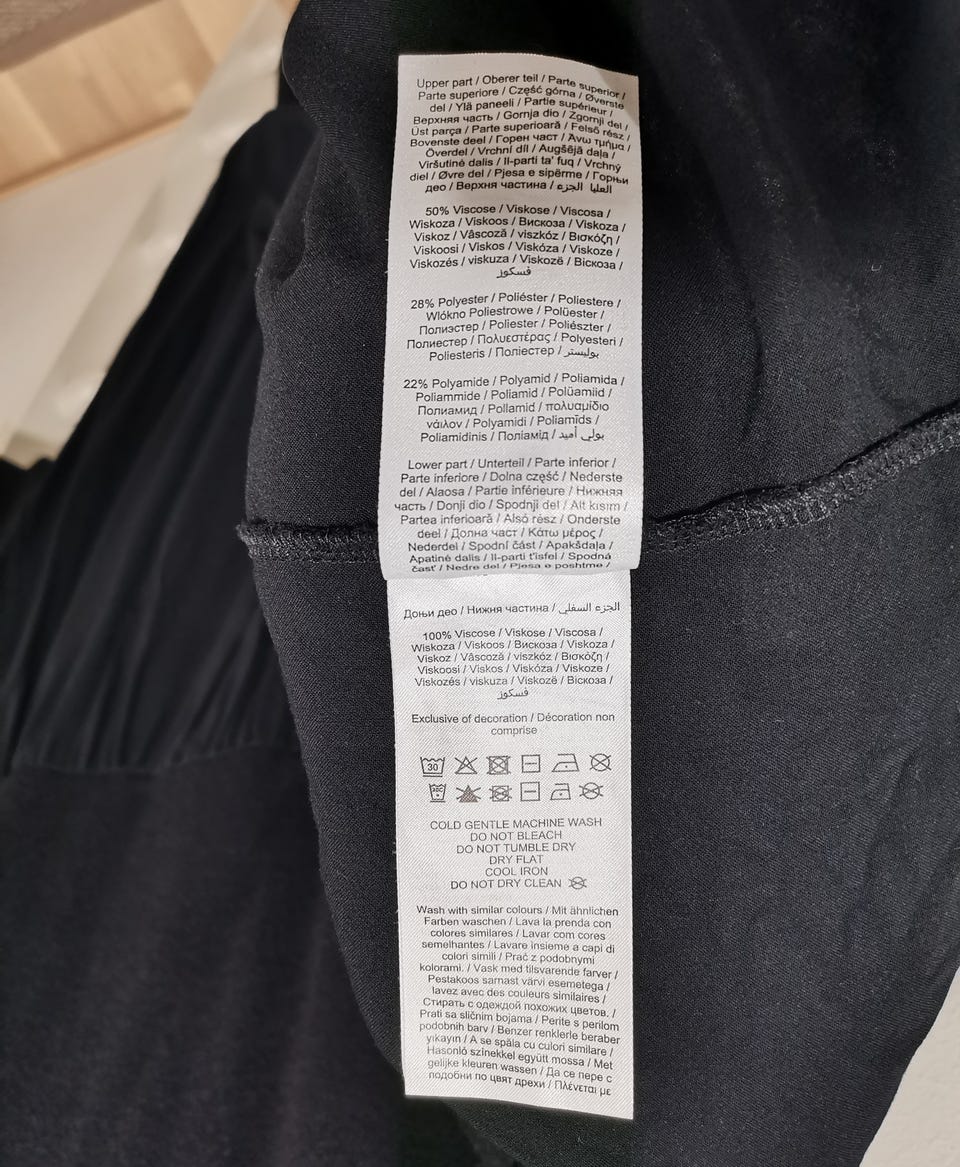 Upper part / Oberer teil / Parte superior /
Parte superiore / Część górna / Øverste
del / Ylä paneeli / Partie supérieur /
Верхняя часть / Gornja dio / Zgornji del /
Üst parça / Parte superioară / Felső rész /
Bovenste deel / Горен част / Άνω τμήμα /
Överdel / Vrchní díl / Augšējā daļa /
Viršutinė dalis / Il-parti ta' fuq / Vrchný
diel / Øvre del / Pjesa e sipërme / Горњи
део / Верхня частина / العليا الجزء
50% Viscose / Viskose / Viscosa /
Wiskoza / Viskoos / Вискоза / Viskoza /
Viskoz / Vâscoză / viszkóz / Βισκόζη /
Viskoosi / Viskos / Viskóza / Viskoze /
Viskozės / viskuza / Viskozë / Віскоза /
فسكوز
28% Polyester / Poliéster / Poliestere /
Wlókno Poliestrowe / Polüester /
Полиэстер / Poliester / Poliészter /
Полиестер / Πολυεστέρας / Polyesteri /
Poliesteris / Поліестер / بوليستر
22% Polyamide / Polyamid / Poliamida /
Poliammide / Poliamid / Polüamiid /
Полиамид / Pollamid / πολυαμίδιο
νάιλον / Polyamidi / Poliamīds /
Poliamidinis / Поліамід / بولي أميد
Lower part / Unterteil / Parte inferior /
Parte inferiore / Dolna część / Nederste
del / Alaosa / Partie inférieure / Нижняя
часть / Donji dio / Spodnji del / Alt kısım /
Partea inferioară / Alsó rész / Onderste
deel / Долна част / Κάτω μέρος /
Nederdel / Spodní část / Apakšdaļa /
Apatinė dalis / Il-parti t'isfel / Spodná
časť / Nedre del / Pjesa e poshtme /
Доњи део / Нижня частина / الجزء السفلي
100% Viscose / Viskose / Viscosa /
Wiskoza / Viskoos / Вискоза / Viskoza /
Viskoz / Vâscoză / viszkóz / Βισκόζη /
Viskoosi / Viskos / Viskóza / Viskoze /
Viskozės / viskuza / Viskozë / Віскоза /
فسكوز
Exclusive of decoration / Décoration non
comprise
30
COLD GENTLE MACHINE WASH
DO NOT BLEACH
DO NOT TUMBLE DRY
DRY FLAT
COOL IRON
DO NOT DRY CLEAN
Wash with similar colours / Mit ähnlichen
Farben waschen / Lava la prenda con
colores similares / Lavar com cores
semelhantes / Lavare insieme a capi di
colori simili / Prać z podobnymi
kolorami. / Vask med tilsvarende farver /
Pestakoos samast värvi esemetega /
lavez avec des couleurs similaires /
Стирать с одеждой похожих цветов. /
Prati sa sličnim bojama / Perite s perilom
podobnih barv / Benzer renklerle beraber
yıkayın / A se spăla cu culori similare /
Hasonló színekkel együtt mossa / Met
gelijke kleuren wassen / Да се пере с
подобни по цвят дрехи / Πλένεται με